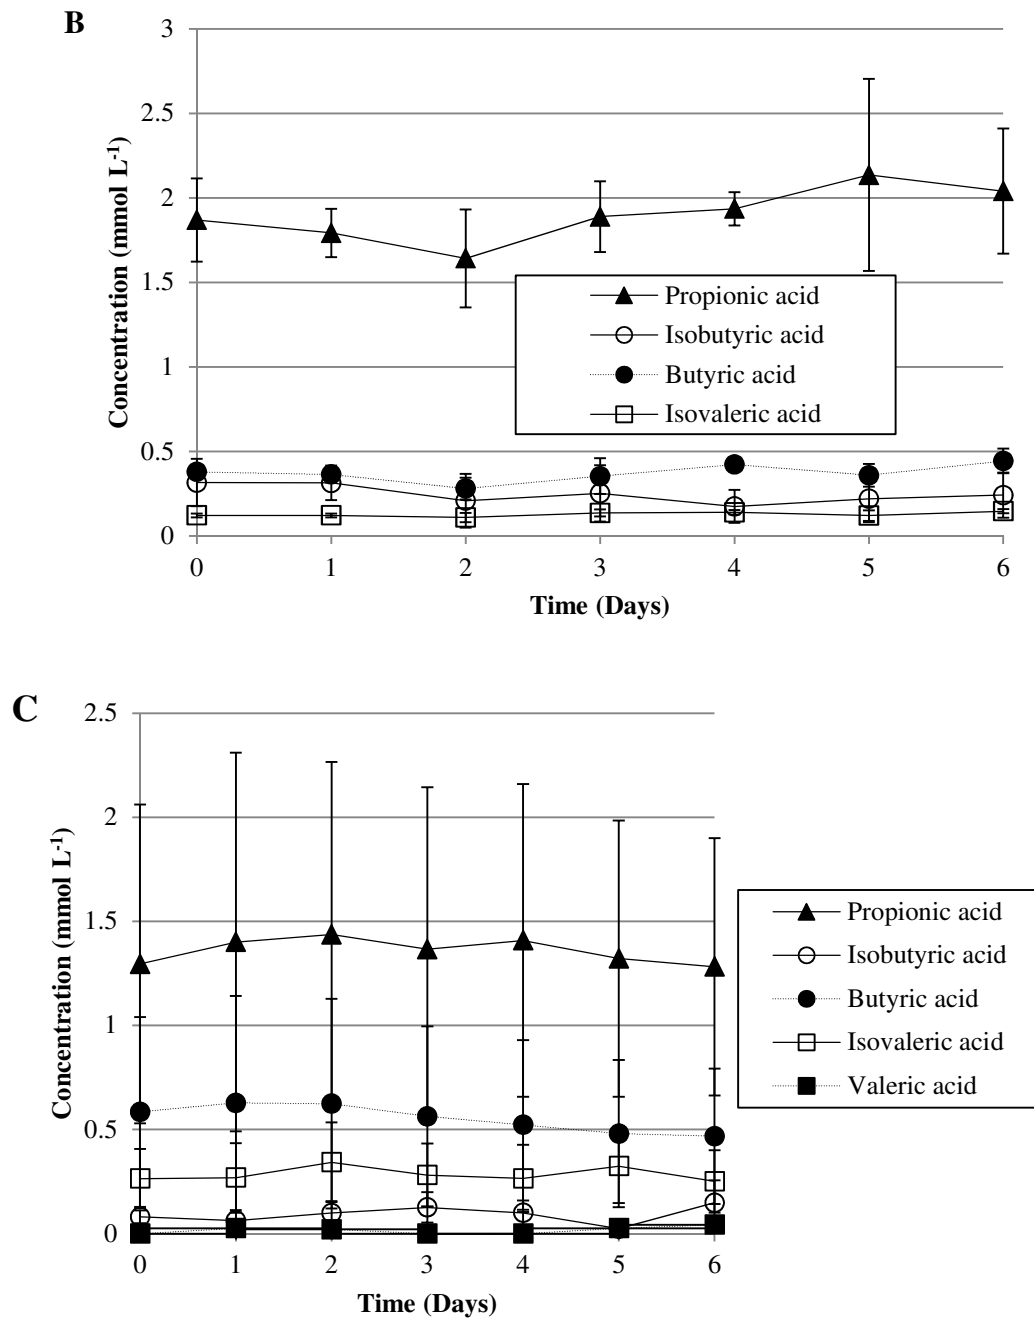 B
3
2.5
2
1.5
1
0.5
0
Concentration (mmol L-1)
Propionic acid
Isobutyric acid
Butyric acid
Isovaleric acid
0 1 2 3 4 5 6
Time (Days)
C
2.5
2
1.5
1
0.5
0
Concentration (mmol L-1)
Propionic acid
Isobutyric acid
Butyric acid
Isovaleric acid
Valeric acid
0 1 2 3 4 5 6
Time (Days)